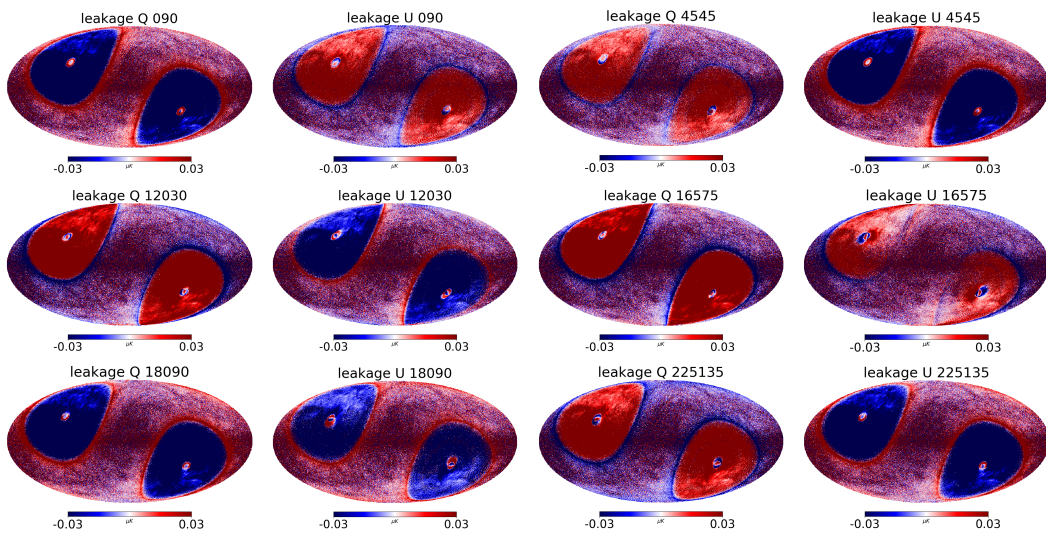 leakage Q 090 leakage U 090 leakage Q 4545 leakage U 4545
-0.03 μK 0.03 -0.03 μK 0.03 -0.03 μK 0.03 -0.03 μK 0.03
leakage Q 12030 leakage U 12030 leakage Q 16575 leakage U 16575
-0.03 μK 0.03 -0.03 μK 0.03 -0.03 μK 0.03 -0.03 μK 0.03
leakage Q 18090 leakage U 18090 leakage Q 225135 leakage U 225135
-0.03 μK 0.03 -0.03 μK 0.03 -0.03 μK 0.03 -0.03 μK 0.03